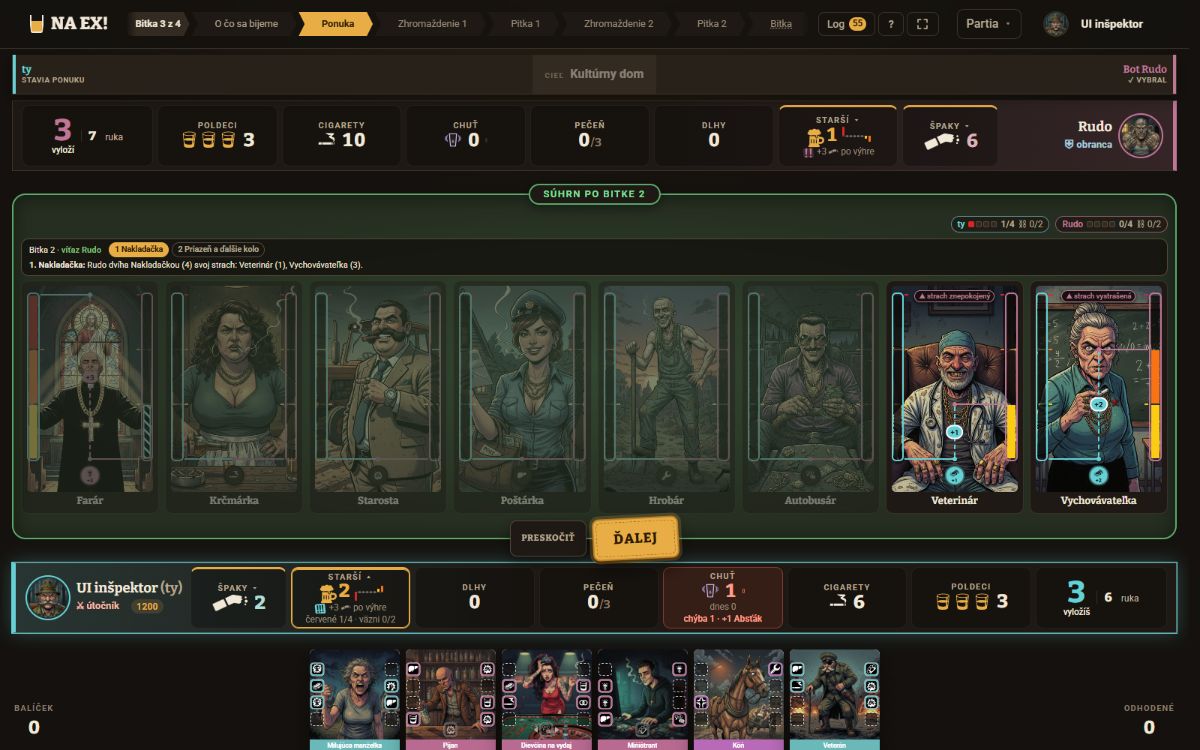 NA EX!
Bitka 3 z 4
O čo sa bijeme
Ponuka
Zhromaždenie 1
Pitka 1
Zhromaždenie 2
Pitka 2
Bitka
Log 55
?
Partia
UI inšpektor
ty
STAVIA PONUKU
CIEĽ Kultúrny dom
Bot Rudo
✓ VYBRAL
3 7 ruka
vyloží
POLDECI
3
CIGARETY
10
CHUŤ
0
PEČEŇ
0/3
DLHY
0
STARŠÍ
1
+3 po výhre
ŠPAKY
6
Rudo
obranca
SÚHRN PO BITKE 2
ty 1/4 0/2
Rudo 0/4 0/2
Bitka 2 · víťaz Rudo
1 Nakladačka
2 Priazeň a ďalšie kolo
1. Nakladačka: Rudo dvíha Nakladačkou (4) svoj strach: Veterinár (1), Vychovávateľka (3).
▲ strach znepokojený
▲ strach vystrašená
+3
+1
+2
+1
+2
Farár
Krčmárka
Starosta
Poštárka
Hrobár
Autobusár
Veterinár
Vychovávateľka
PRESKOČIŤ
ĎALEJ
UI inšpektor (ty)
útočník 1200
ŠPAKY
2
STARŠÍ
2
+3 po výhre
červené 1/4 · väzni 0/2
DLHY
0
PEČEŇ
0/3
CHUŤ
1
dnes 0
chýba 1 · +1 Absťák
CIGARETY
6
POLDECI
3
3 6 ruka
vyložíš
BALÍČEK
0
Milujúca manželka
Pijan
Dievčina na vydaj
Miništrant
Kôň
Veterán
ODHODENÉ
0